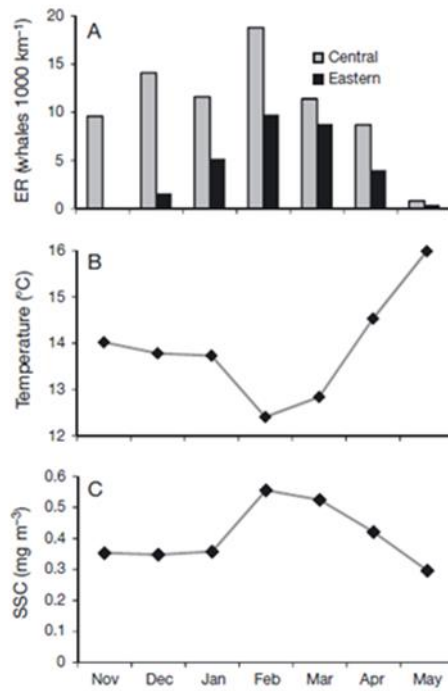 A
Central
Eastern
ER (whales 1000 km⁻¹)
20
15
10
5
0
B
Temperature (°C)
16
15
14
13
12
C
SSC (mg m⁻³)
0.6
0.5
0.4
0.3
0.2
0.1
0
Nov Dec Jan Feb Mar Apr May